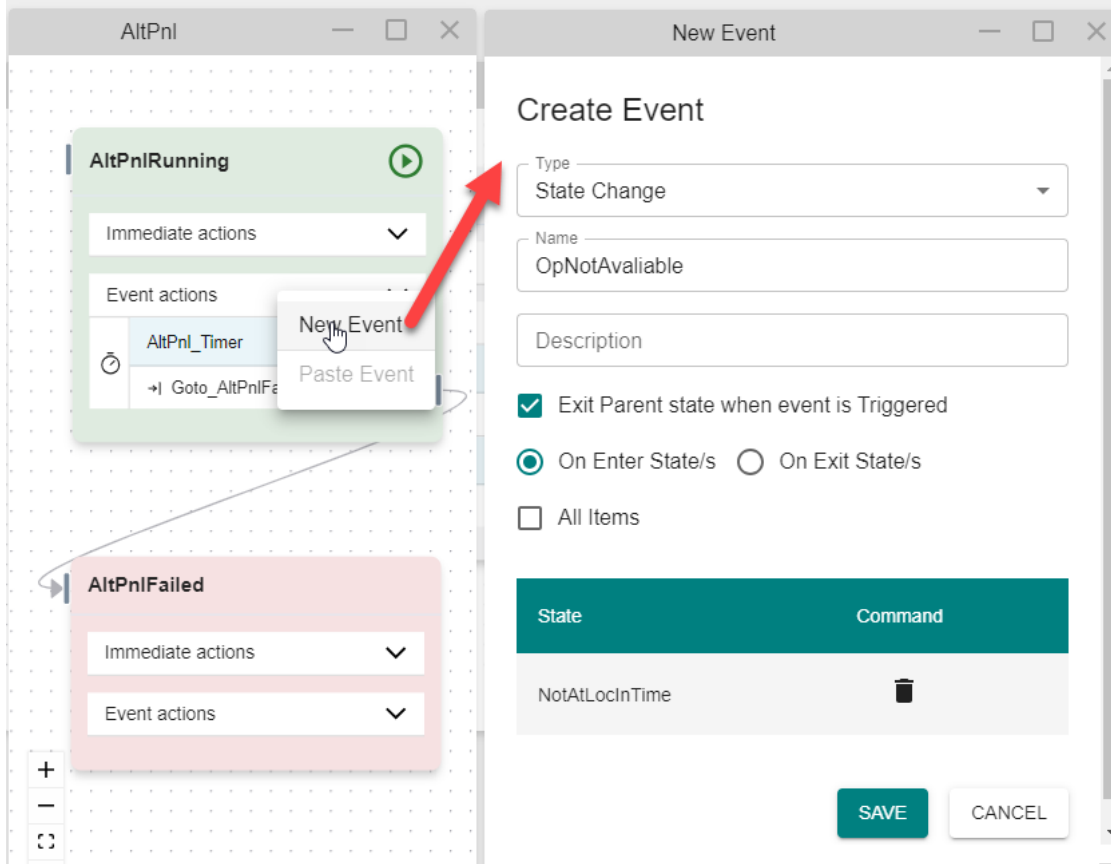 AltPnl
AltPnlRunning
Immediate actions
Event actions
New Event
AltPnl_Timer
Paste Event
Goto_AltPnlFa
AltPnlFailed
Immediate actions
Event actions
New Event
Create Event
Type
State Change
Name
OpNotAvaliable
Description
Exit Parent state when event is Triggered
On Enter State/s On Exit State/s
All Items
State Command
NotAtLocInTime
SAVE CANCEL